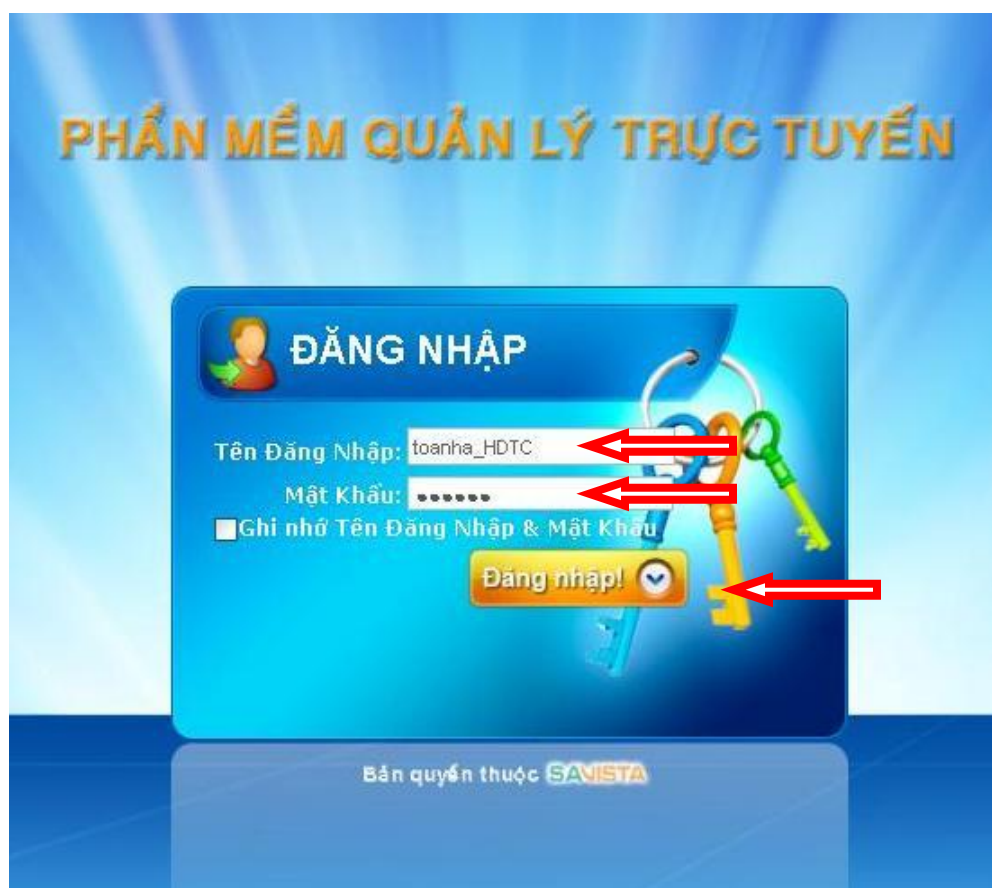 PHẦN MỀM QUẢN LÝ TRỰC TUYẾN
ĐĂNG NHẬP
Tên Đăng Nhập: toanha_HDTC
Mật Khẩu: ••••••
Ghi nhớ Tên Đăng Nhập & Mật Khẩu
Đăng nhập!
Bản quyền thuộc SAVISTA